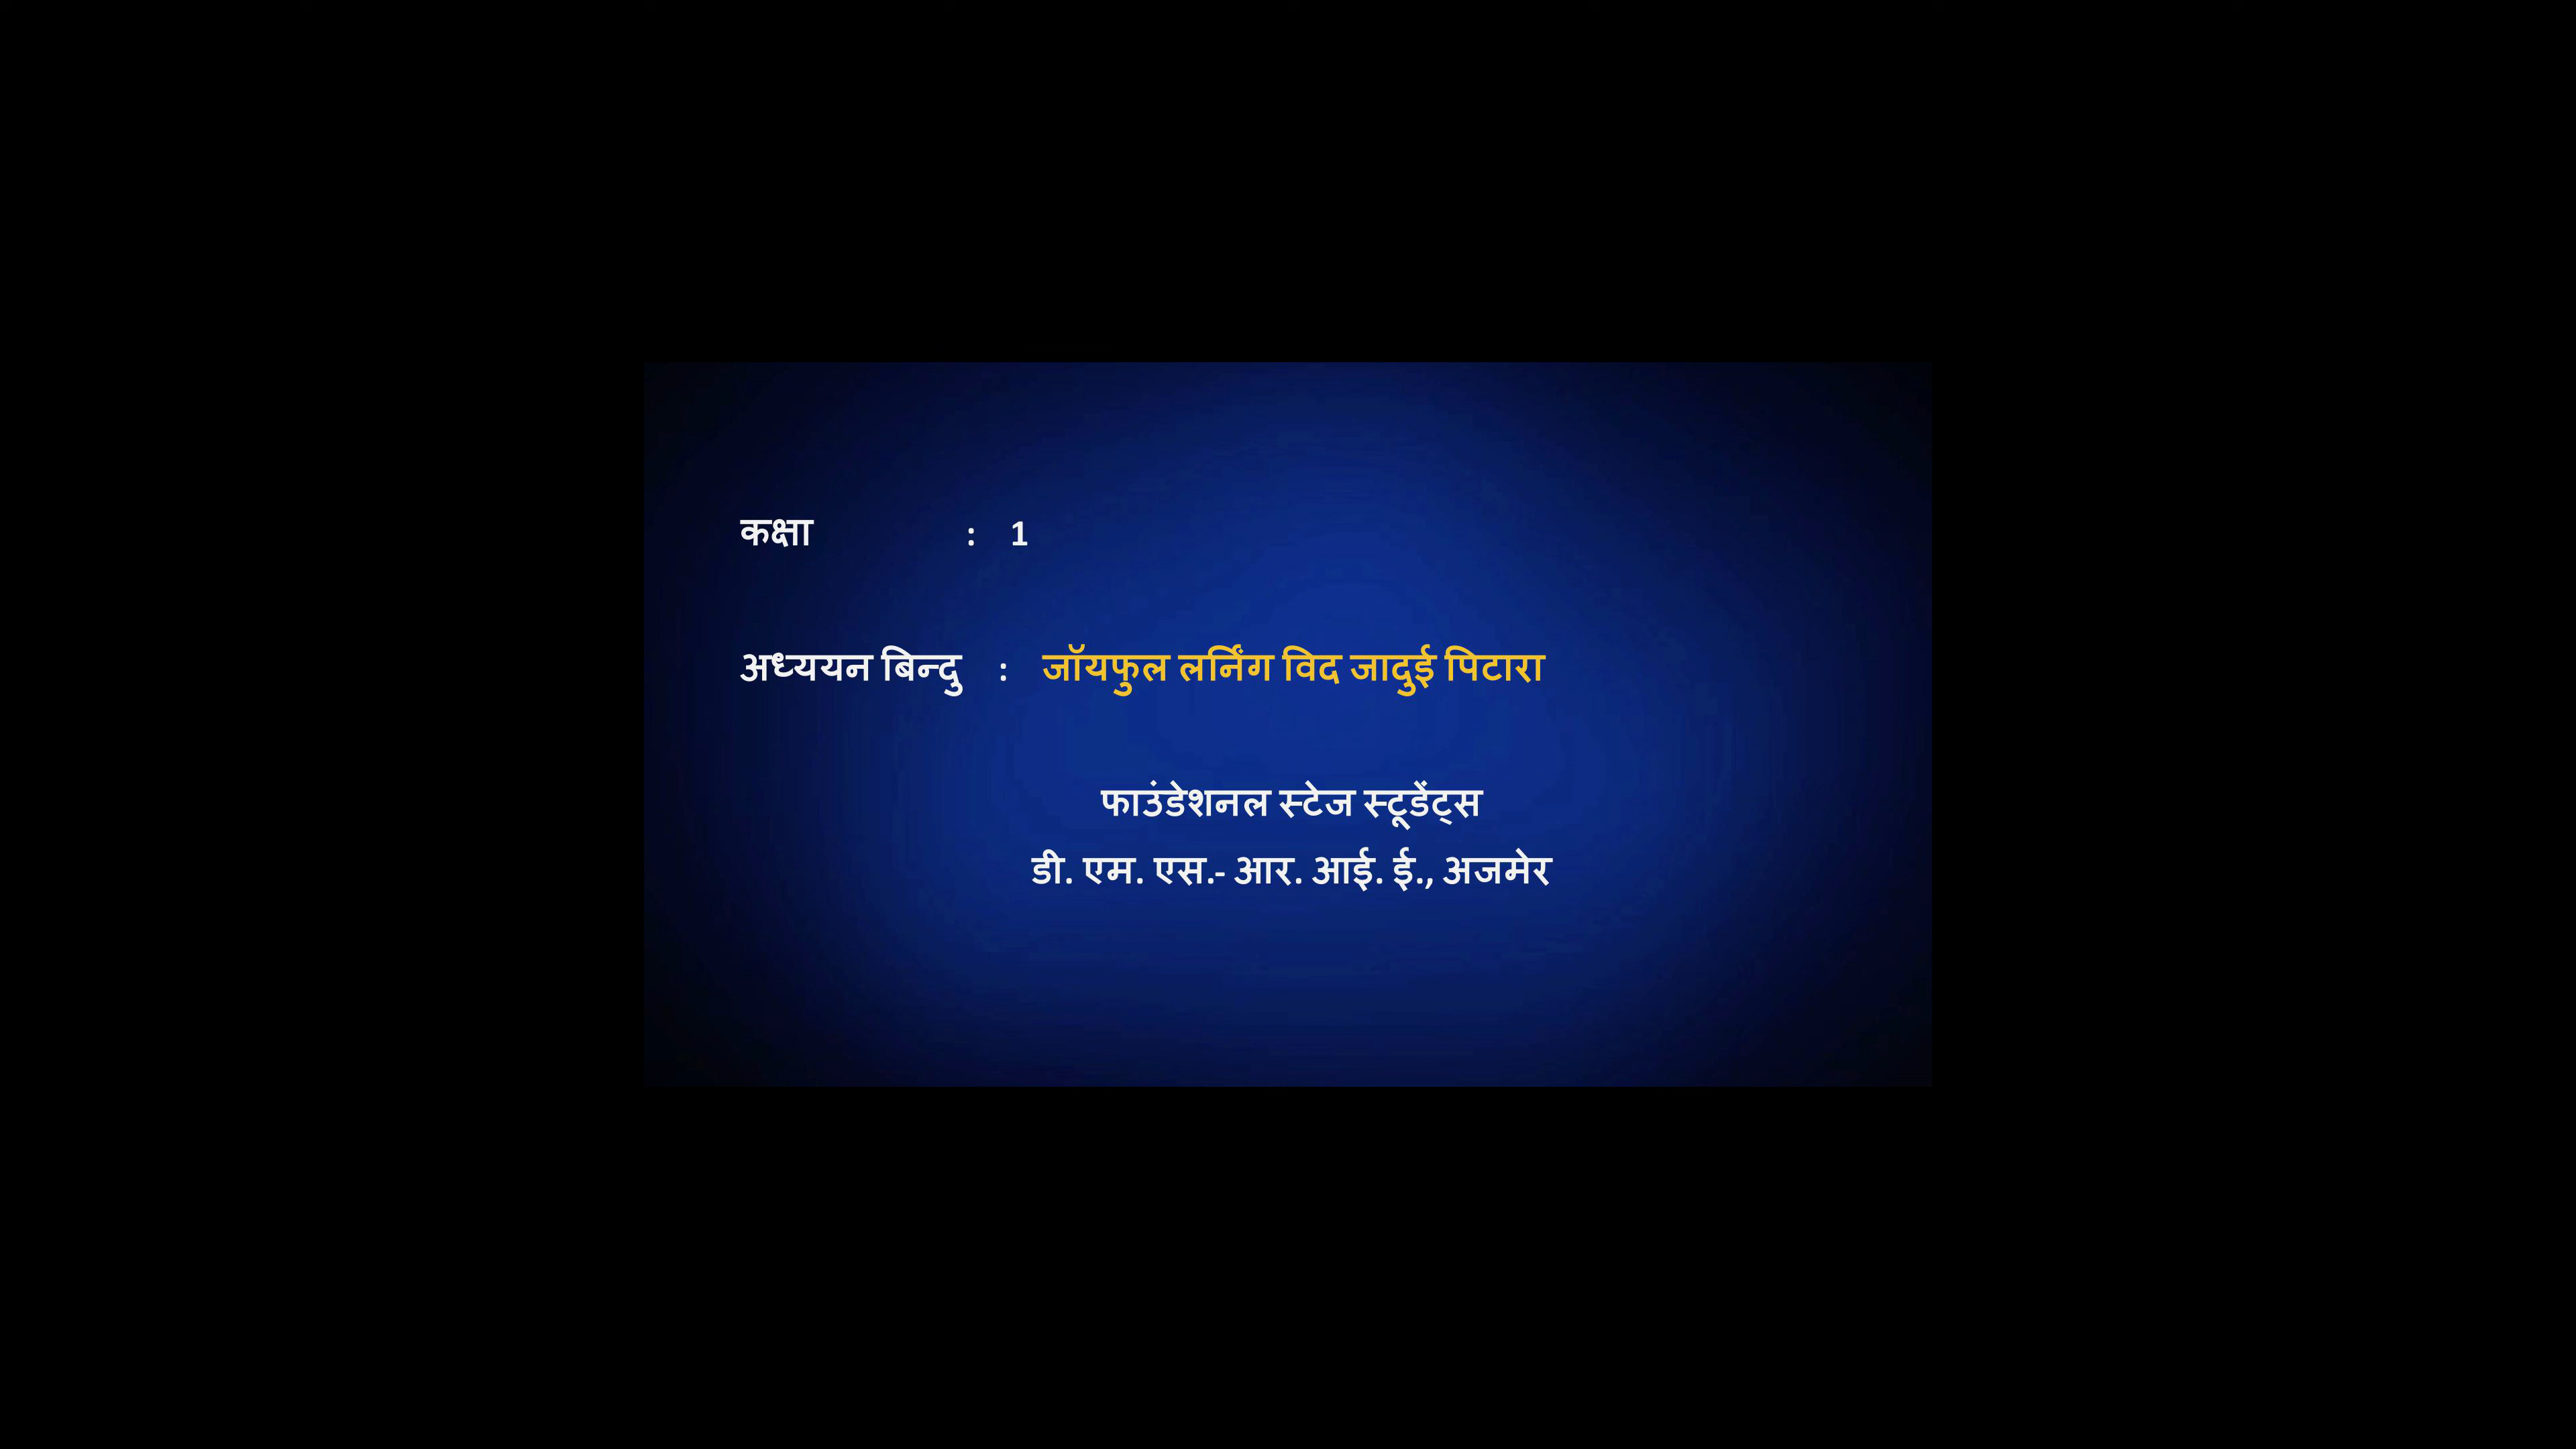 कक्षा : 1
अध्ययन बिन्दु : जॉयफुल लर्निंग विद जादुई पिटारा
फाउंडेशनल स्टेज स्टूडेंट्स
डी. एम. एस.- आर. आई. ई., अजमेर